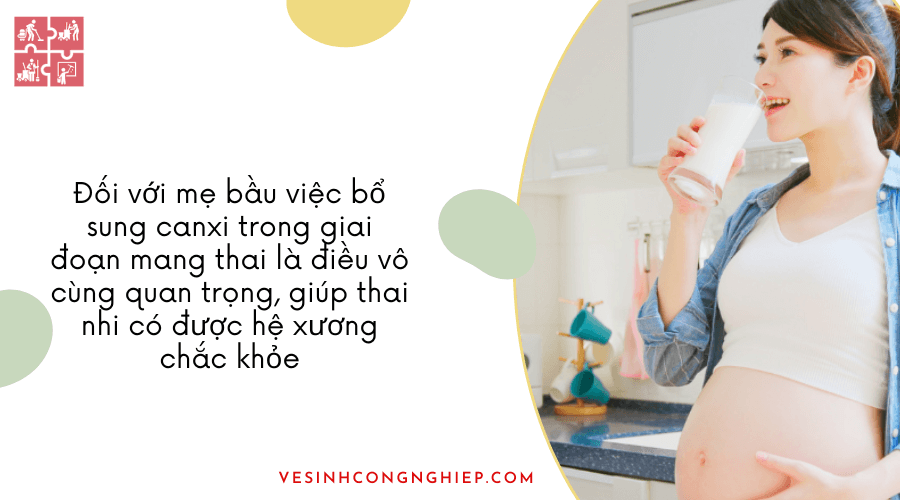 Đối với mẹ bầu việc bổ
sung canxi trong giai
đoạn mang thai là điều vô
cùng quan trọng, giúp thai
nhi có được hệ xương
chắc khỏe
VESINHCONGNGHIEP.COM